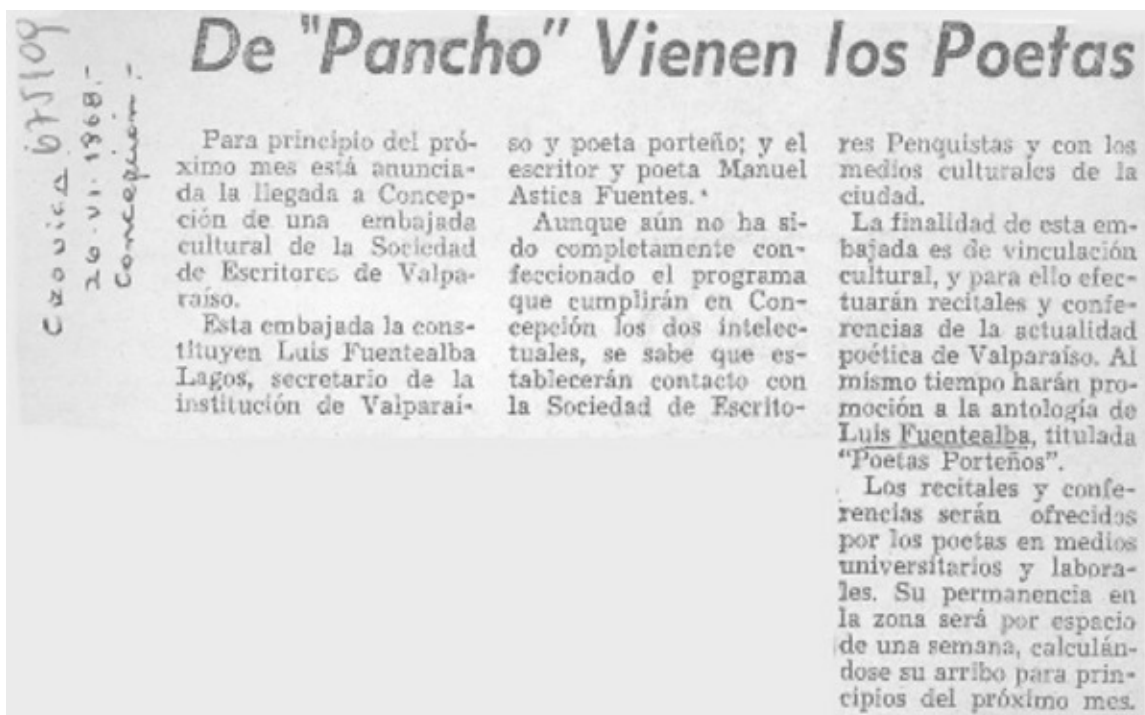 De "Pancho" Vienen los Poetas
Para principio del pró-
ximo mes está anuncia-
da la llegada a Concep-
ción de una embajada
cultural de la Sociedad
de Escritores de Valpa-
raíso.
Esta embajada la cons-
tituyen Luis Fuentealba
Lagos, secretario de la
institución de Valparaí-
so y poeta porteño; y el
escritor y poeta Manuel
Astica Fuentes.
Aunque aún no ha si-
do completamente con-
feccionado el programa
que cumplirán en Con-
cepción los dos intelec-
tuales, se sabe que es-
tablecerán contacto con
la Sociedad de Escrito-
res Penquistas y con los
medios culturales de la
ciudad.
La finalidad de esta em-
bajada es de vinculación
cultural, y para ello efec-
tuarán recitales y confe-
rencias de la actualidad
poética de Valparaíso. Al
mismo tiempo harán pro-
moción a la antología de
Luis Fuentealba, titulada
"Poetas Porteños".
Los recitales y confe-
rencias serán ofrecidos
por los poetas en medios
universitarios y labora-
les. Su permanencia en
la zona será por espacio
de una semana, calculán-
dose su arribo para prin-
cipios del próximo mes.
675109
26.VI.1968.-
Concepción.-